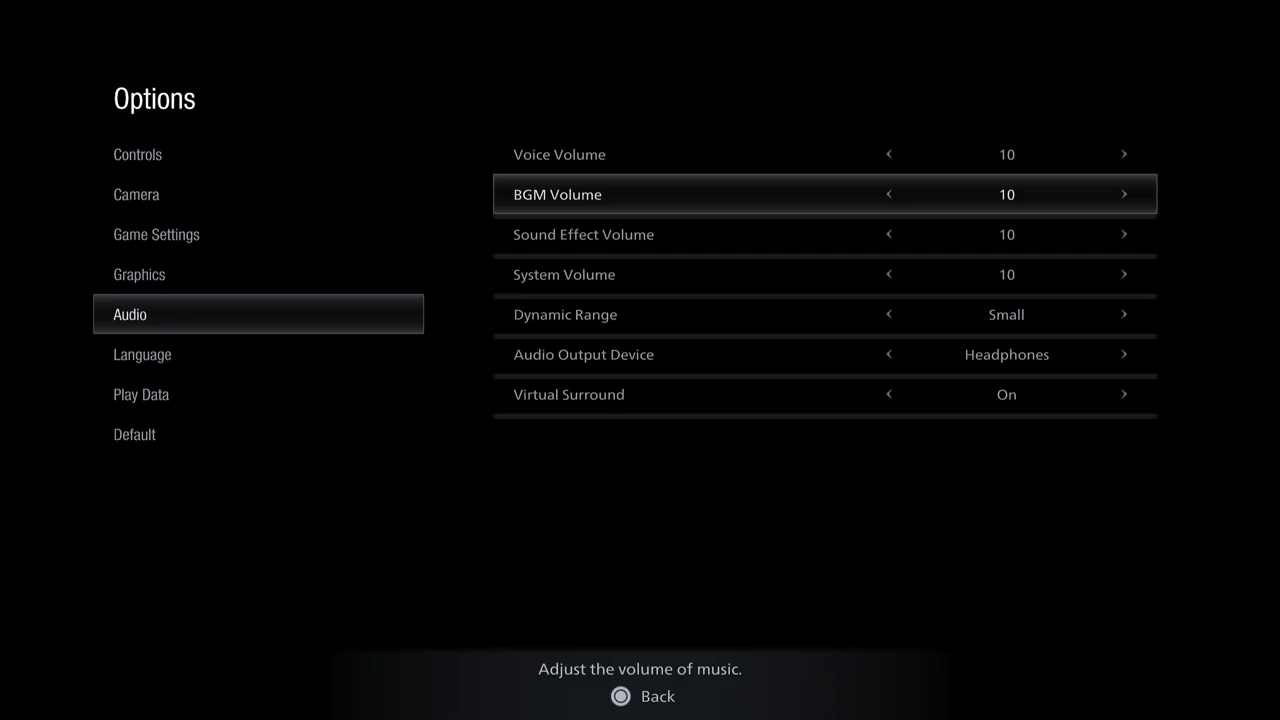 Options
Controls
Camera
Game Settings
Graphics
Audio
Language
Play Data
Default
Voice Volume 10
BGM Volume 10
Sound Effect Volume 10
System Volume 10
Dynamic Range Small
Audio Output Device Headphones
Virtual Surround On
Adjust the volume of music.
Back